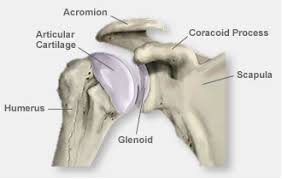 Acromion
Articular
Cartilage
Coracoid Process
Scapula
Humerus
Glenoid